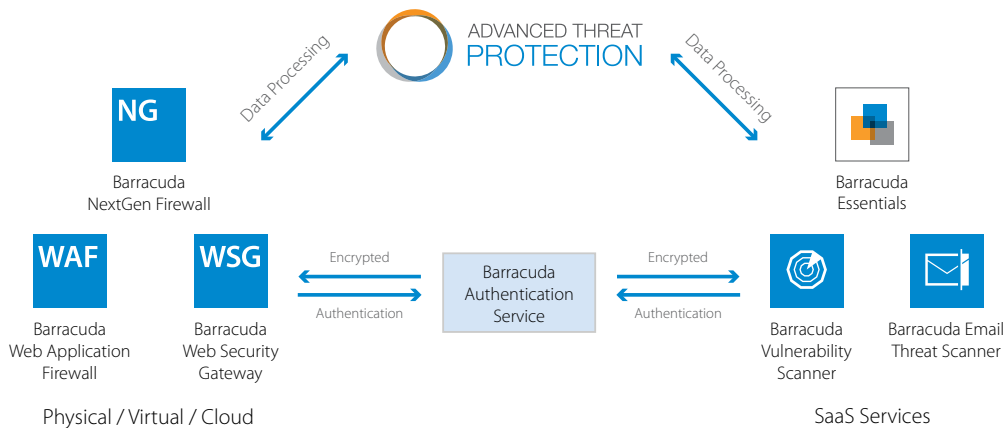 ADVANCED THREAT
PROTECTION
Data Processing
Data Processing
NG
Barracuda
NextGen Firewall
Barracuda
Essentials
WAF
Barracuda
Web Application
Firewall
WSG
Barracuda
Web Security
Gateway
Encrypted
Authentication
Barracuda
Authentication
Service
Encrypted
Authentication
Barracuda
Vulnerability
Scanner
Barracuda Email
Threat Scanner
Physical / Virtual / Cloud
SaaS Services